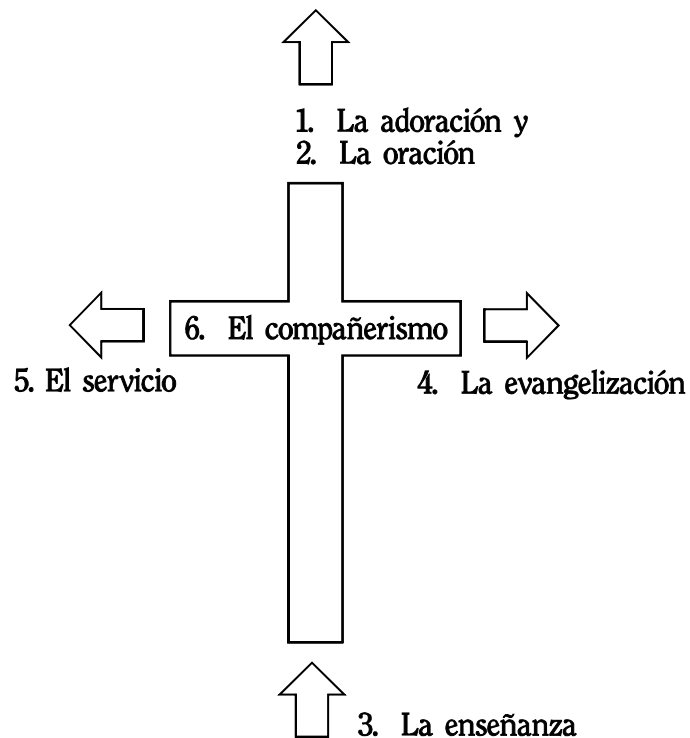 1. La adoración y
2. La oración
6. El compañerismo
5. El servicio
4. La evangelización
3. La enseñanza